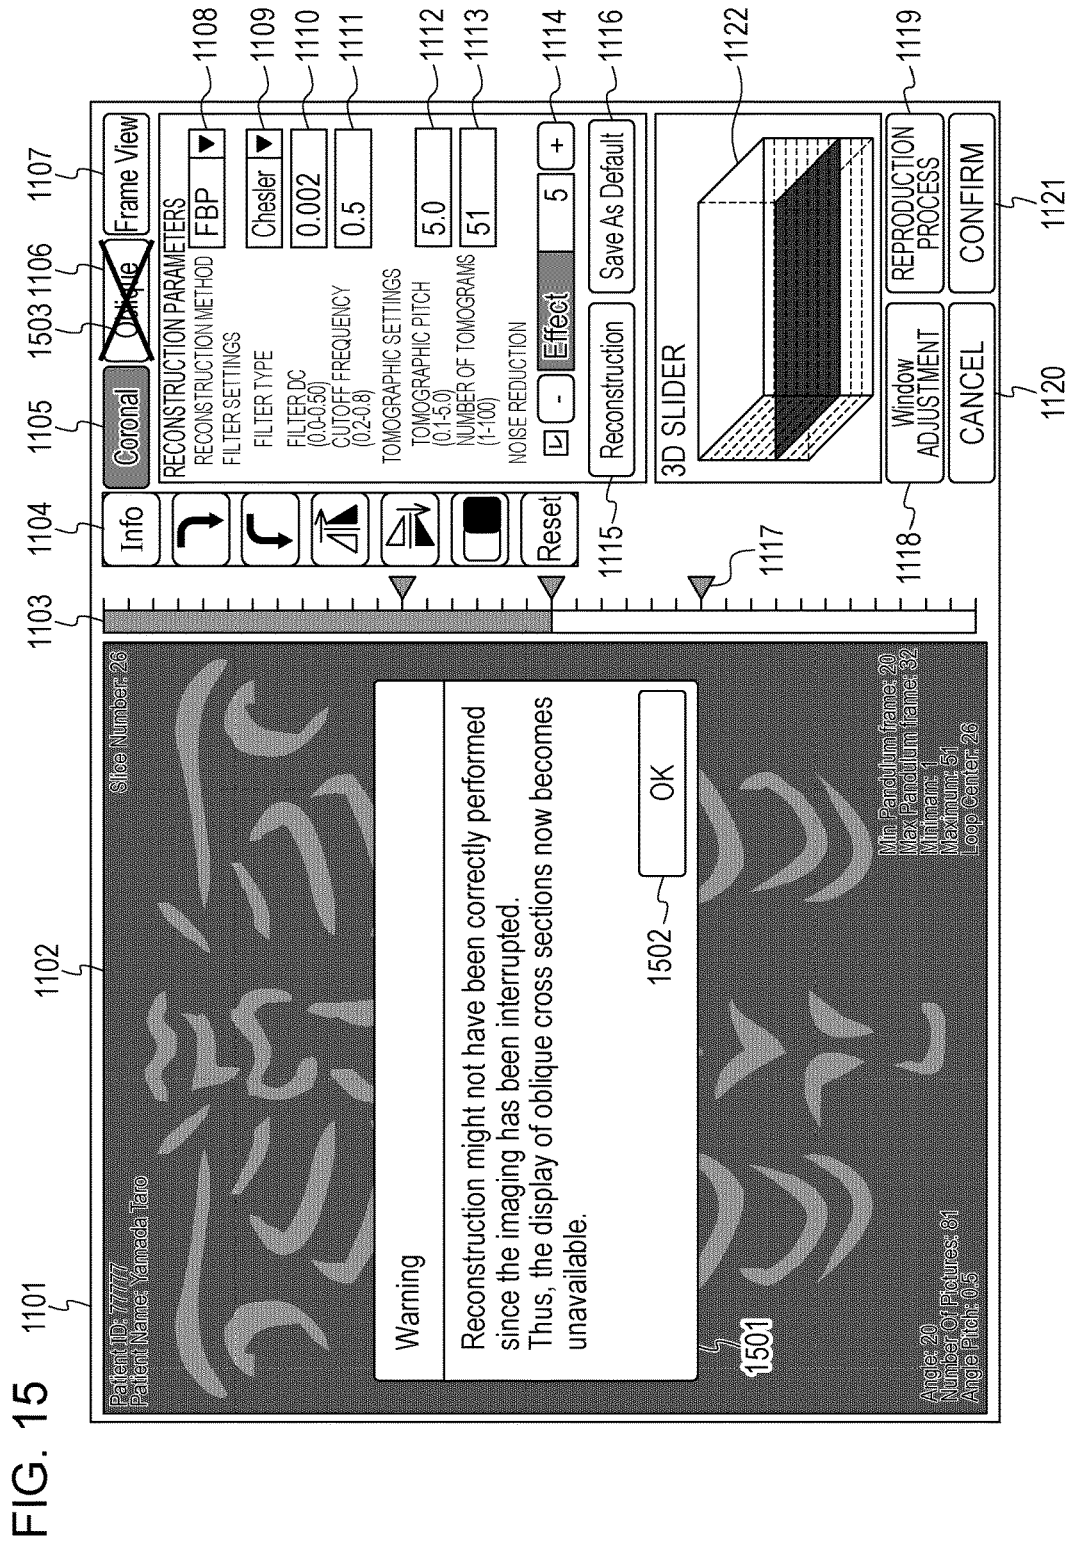 FIG. 15
1101
1102
1103
1104
1105
1503
1106
1107
Patient ID: 777777
Patient Name: Yamada Taro
Slice Number: 26
Warning
Reconstruction might not have been correctly performed
since the imaging has been interrupted.
Thus, the display of oblique cross sections now becomes
unavailable.
OK
1502
1501
Angle: 20
Number Of Pictures: 81
Angle Pitch: 0.5
Min Pandulum frame: 20
Max Pandulum frame: 32
Minimam: 1
Maximum: 51
Loop Center: 26
Info
Reset
1117
Coronal
Oblique
Frame View
RECONSTRUCTION PARAMETERS
RECONSTRUCTION METHOD
FBP
1108
FILTER SETTINGS
FILTER TYPE
Chesler
1109
FILTER DC
(0.0-0.50)
0.002
1110
CUTOFF FREQUENCY
(0.2-0.8)
0.5
1111
TOMOGRAPHIC SETTINGS
TOMOGRAPHIC PITCH
(0.1-5.0)
5.0
1112
NUMBER OF TOMOGRAMS
(1-100)
51
1113
NOISE REDUCTION
- Effect 5 +
1114
1115
Reconstruction
Save As Default
1116
3D SLIDER
1122
1118
Window
ADJUSTMENT
REPRODUCTION
PROCESS
1119
CANCEL
CONFIRM
1120
1121